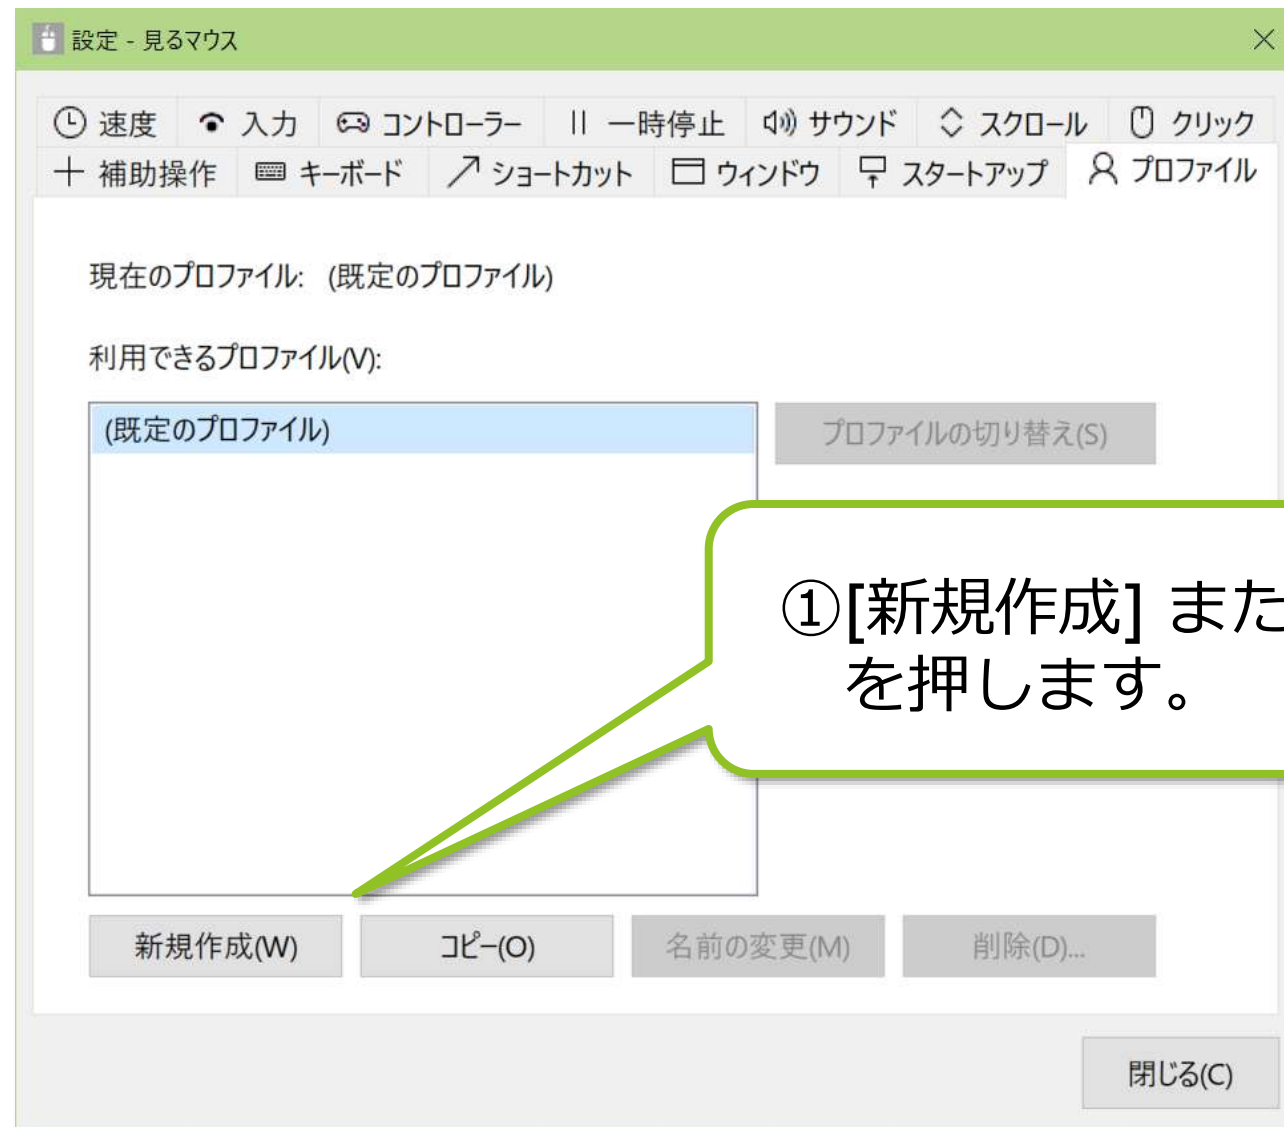 設定 - 見るマウス
速度 入力 コントローラー 一時停止 サウンド スクロール クリック
補助操作 キーボード ショートカット ウィンドウ スタートアップ プロファイル
現在のプロファイル: (既定のプロファイル)
利用できるプロファイル(V):
(既定のプロファイル)
プロファイルの切り替え(S)
①[新規作成] また
を押します。
新規作成(W) コピー(O) 名前の変更(M) 削除(D)...
閉じる(C)